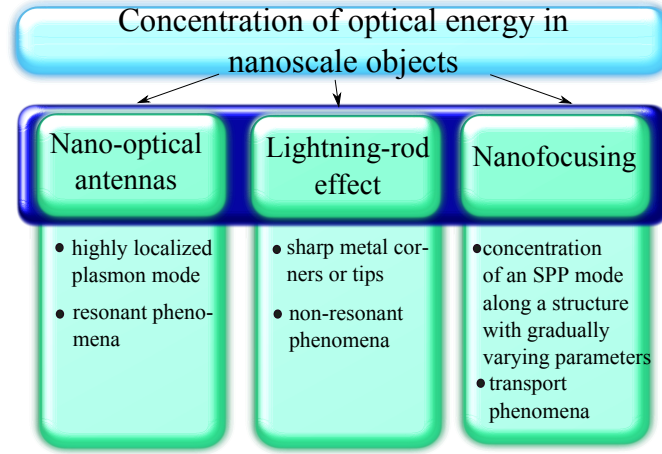 Concentration of optical energy in
nanoscale objects
Nano-optical
antennas
• highly localized
plasmon mode
• resonant pheno-
mena
Lightning-rod
effect
• sharp metal cor-
ners or tips
• non-resonant
phenomena
Nanofocusing
• concentration
of an SPP mode
along a structure
with gradually
varying parameters
• transport
phenomena